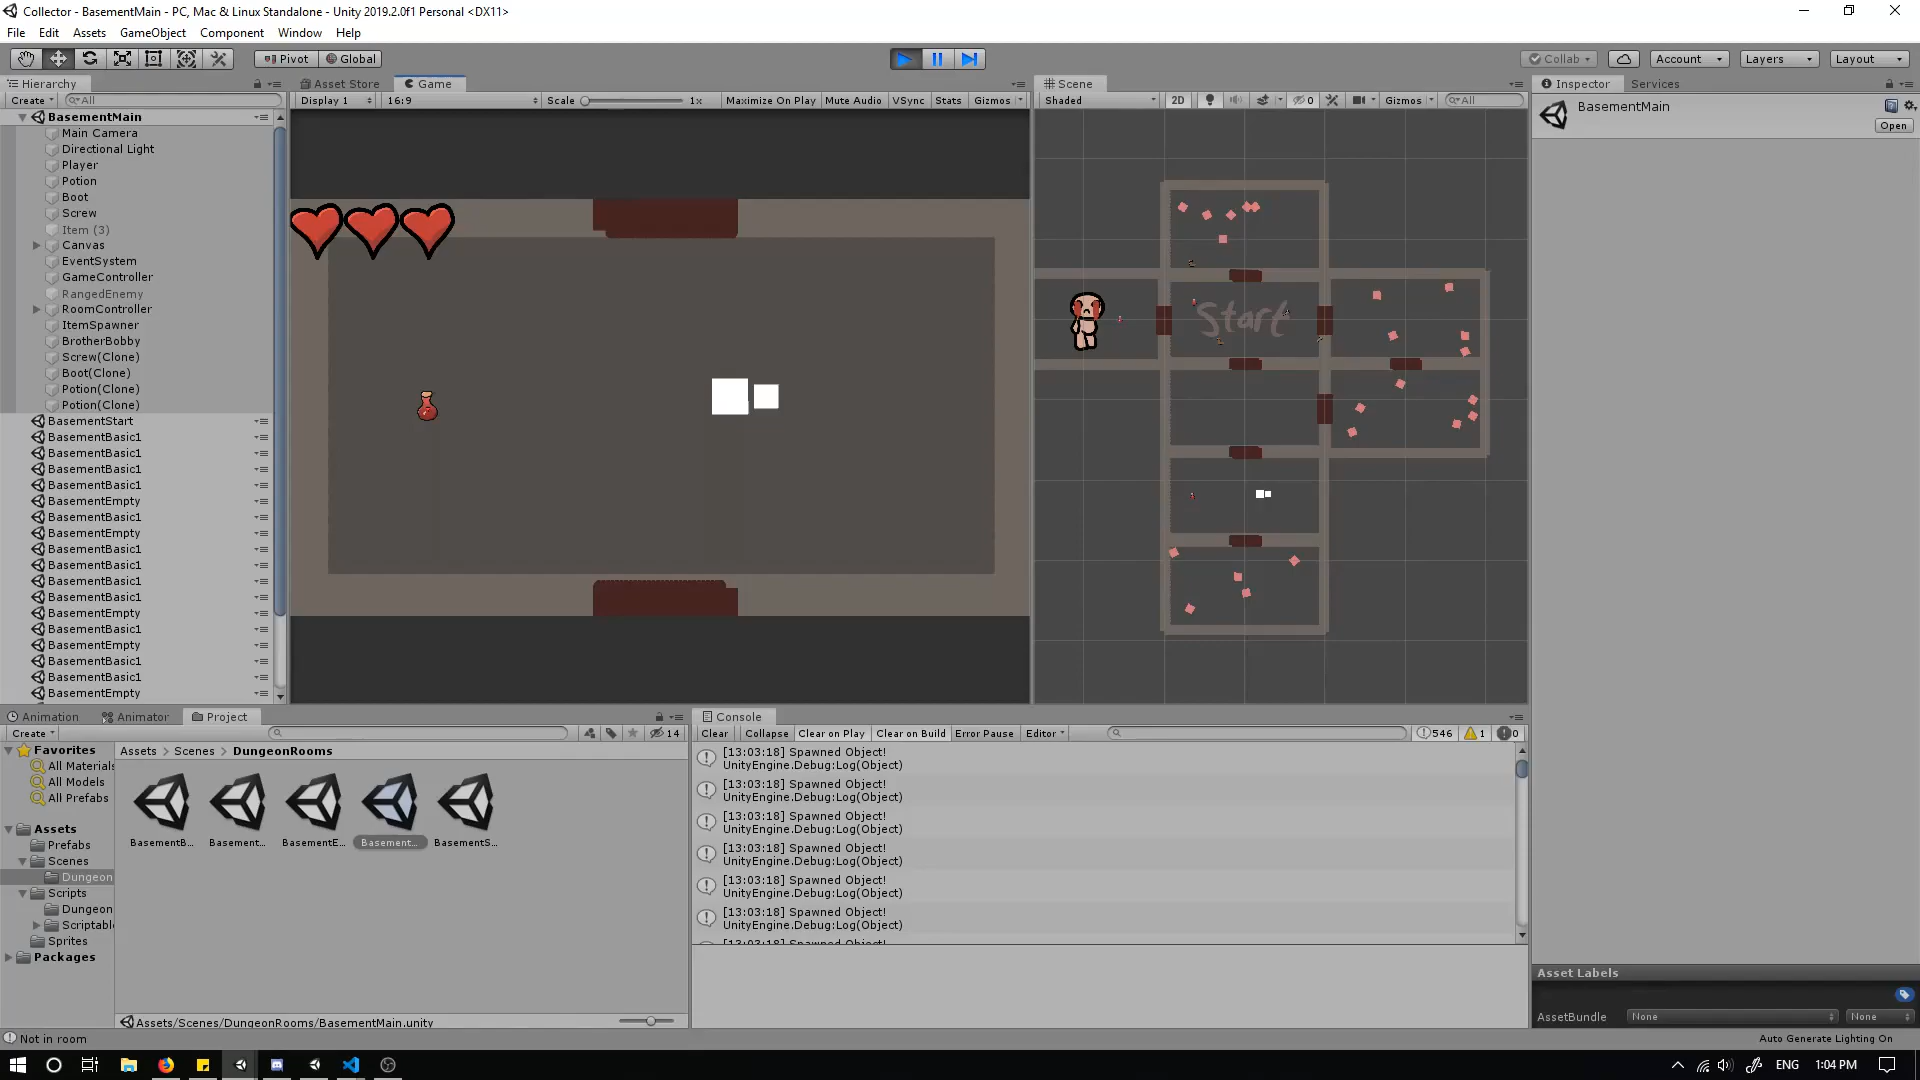 Collector - BasementMain - PC, Mac & Linux Standalone - Unity 2019.2.0f1 Personal <DX11>
File Edit Assets GameObject Component Window Help
Pivot Global Collab Account Layers Layout
Hierarchy Asset Store Game Scene Inspector Services
Create All Display 1 16:9 Scale 1x Maximize On Play Mute Audio VSync Stats Gizmos Shaded 2D 0 Gizmos All
BasementMain
Open
BasementMain
Main Camera
Directional Light
Player
Potion
Boot
Screw
Item (3)
Canvas
EventSystem
GameController
RangedEnemy
RoomController
ItemSpawner
BrotherBobby
Screw(Clone)
Boot(Clone)
Potion(Clone)
Potion(Clone)
BasementStart
BasementBasic1
BasementBasic1
BasementBasic1
BasementBasic1
BasementEmpty
BasementBasic1
BasementEmpty
BasementBasic1
BasementBasic1
BasementBasic1
BasementBasic1
BasementEmpty
BasementBasic1
BasementEmpty
BasementBasic1
BasementBasic1
BasementEmpty
Start
Animation Animator Project
Create 14
Favorites
All Materials
All Models
All Prefabs
Assets
Prefabs
Scenes
Dungeon
Scripts
Dungeon
Scriptabl
Sprites
Packages
Assets > Scenes > DungeonRooms
BasementB... Basement... BasementE... Basement... BasementS...
Assets/Scenes/DungeonRooms/BasementMain.unity
Console
Clear Collapse Clear on Play Clear on Build Error Pause Editor 546 1 0
[13:03:18] Spawned Object!
UnityEngine.Debug:Log(Object)
[13:03:18] Spawned Object!
UnityEngine.Debug:Log(Object)
[13:03:18] Spawned Object!
UnityEngine.Debug:Log(Object)
[13:03:18] Spawned Object!
UnityEngine.Debug:Log(Object)
[13:03:18] Spawned Object!
UnityEngine.Debug:Log(Object)
[13:03:18] Spawned Object!
UnityEngine.Debug:Log(Object)
[13:03:18] Spawned Object!
Asset Labels
AssetBundle None None
Not in room
Auto Generate Lighting On
ENG 1:04 PM